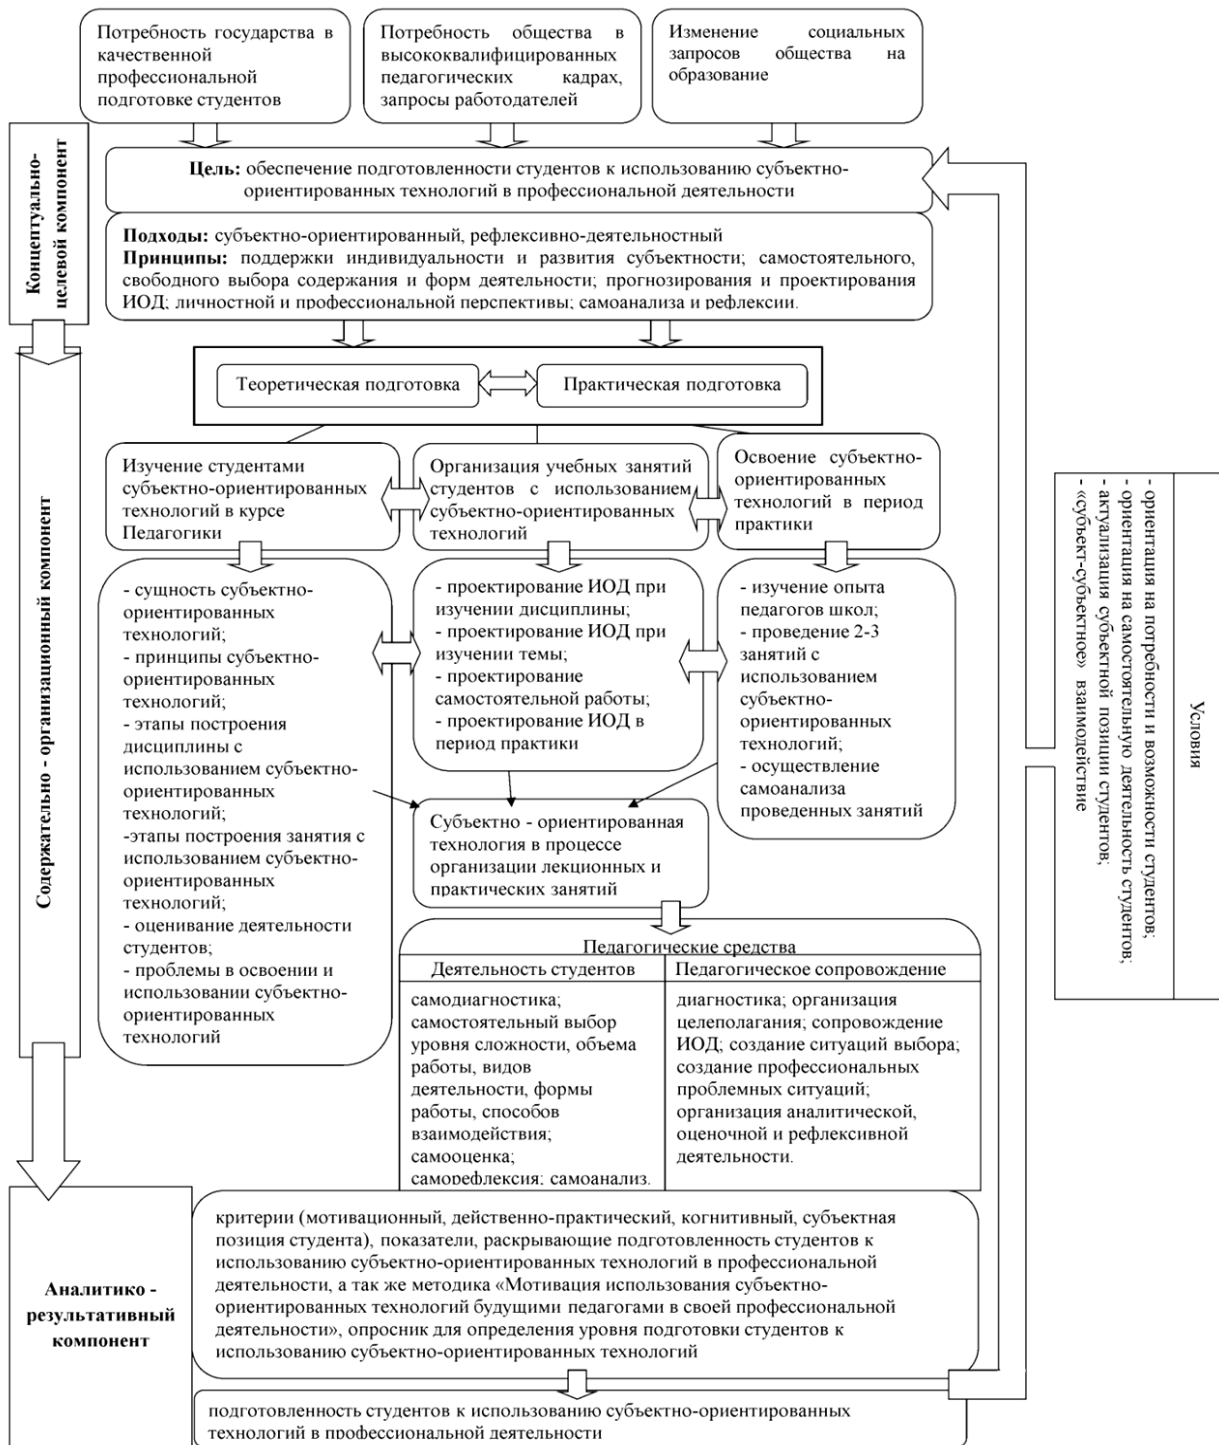 Потребность государства в
качественной
профессиональной
подготовке студентов
Потребность общества в
высококвалифицированных
педагогических кадрах,
запросы работодателей
Изменение социальных
запросов общества на
образование
Концептуально-
целевой компонент
Цель: обеспечение подготовленности студентов к использованию субъектно-
ориентированных технологий в профессиональной деятельности
Подходы: субъектно-ориентированный, рефлексивно-деятельностный
Принципы: поддержки индивидуальности и развития субъектности; самостоятельного,
свободного выбора содержания и форм деятельности; прогнозирования и проектирования
ИОД; личностной и профессиональной перспективы; самоанализа и рефлексии.
Содержательно - организационный компонент
Теоретическая подготовка
Практическая подготовка
Изучение студентами
субъектно-ориентированных
технологий в курсе
Педагогики
Организация учебных занятий
студентов с использованием
субъектно-ориентированных
технологий
Освоение субъектно-
ориентированных
технологий в период
практики
- сущность субъектно-
ориентированных
технологий;
- принципы субъектно-
ориентированных
технологий;
- этапы построения
дисциплины с
использованием субъектно-
ориентированных
технологий;
-этапы построения занятия с
использованием субъектно-
ориентированных
технологий;
- оценивание деятельности
студентов;
- проблемы в освоении и
использовании субъектно-
ориентированных
технологий
- проектирование ИОД при
изучении дисциплины;
- проектирование ИОД при
изучении темы;
- проектирование
самостоятельной работы;
- проектирование ИОД в
период практики
- изучение опыта
педагогов школ;
- проведение 2-3
занятий с
использованием
субъектно-
ориентированных
технологий;
- осуществление
самоанализа
проведенных занятий
Субъектно - ориентированная
технология в процессе
организации лекционных и
практических занятий
Педагогические средства
Деятельность студентов
самодиагностика;
самостоятельный выбор
уровня сложности, объема
работы, видов
деятельности, формы
работы, способов
взаимодействия;
самооценка;
саморефлексия; самоанализ.
Педагогическое сопровождение
диагностика; организация
целеполагания; сопровождение
ИОД; создание ситуаций выбора;
создание профессиональных
проблемных ситуаций;
организация аналитической,
оценочной и рефлексивной
деятельности.
Условия
- ориентация на потребности и возможности студентов;
- ориентация на самостоятельную деятельность студентов;
- актуализация субъектной позиции студентов;
- «субъект-субъектное» взаимодействие
Аналитико -
результативный
компонент
критерии (мотивационный, действенно-практический, когнитивный, субъектная
позиция студента), показатели, раскрывающие подготовленность студентов к
использованию субъектно-ориентированных технологий в профессиональной
деятельности, а так же методика «Мотивация использования субъектно-
ориентированных технологий будущими педагогами в своей профессиональной
деятельности», опросник для определения уровня подготовки студентов к
использованию субъектно-ориентированных технологий
подготовленность студентов к использованию субъектно-ориентированных
технологий в профессиональной деятельности